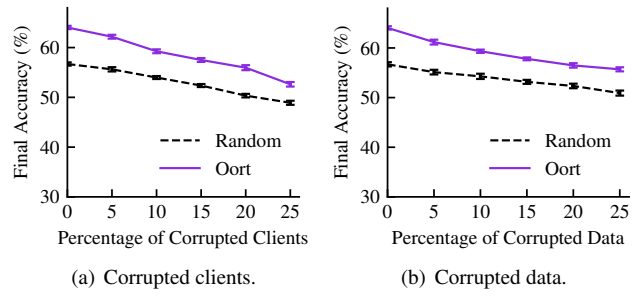 Final Accuracy (%)
60
50
40
30
Random
Oort
0 5 10 15 20 25
Percentage of Corrupted Clients
(a) Corrupted clients.
Final Accuracy (%)
60
50
40
30
Random
Oort
0 5 10 15 20 25
Percentage of Corrupted Data
(b) Corrupted data.